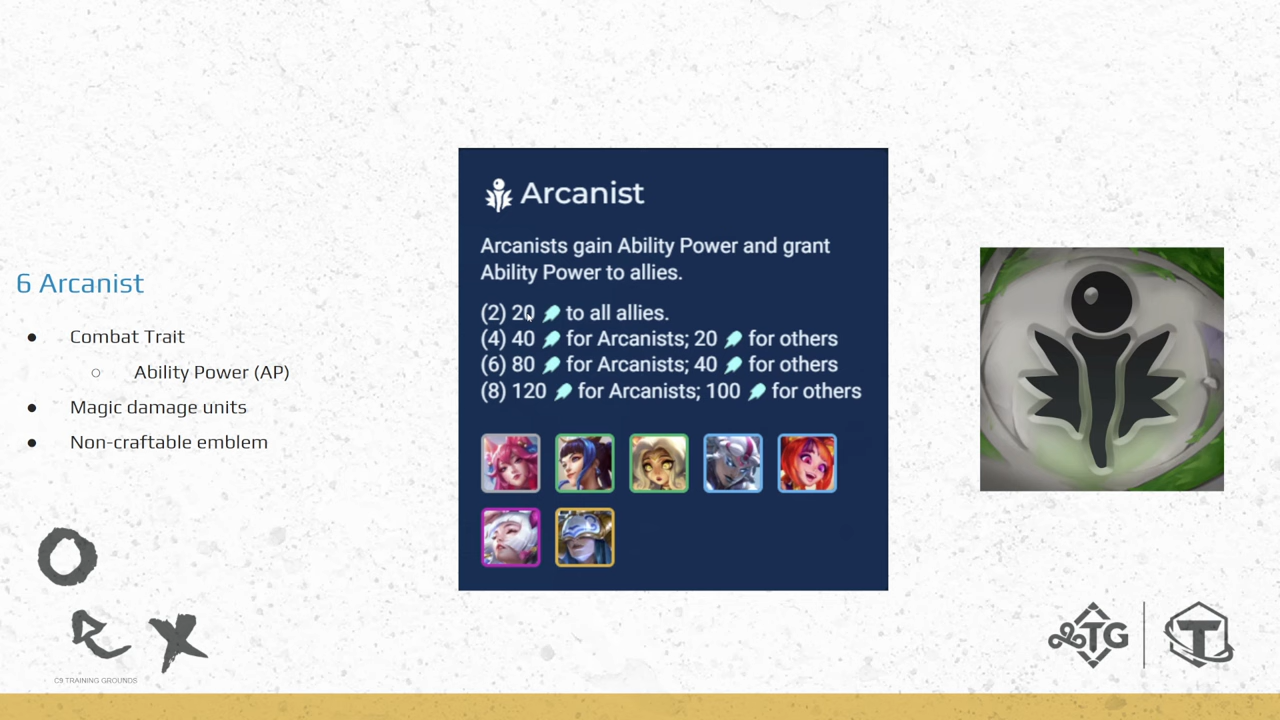 6 Arcanist
Combat Trait
Ability Power (AP)
Magic damage units
Non-craftable emblem
Arcanist
Arcanists gain Ability Power and grant
Ability Power to allies.
(2) 20 to all allies.
(4) 40 for Arcanists; 20 for others
(6) 80 for Arcanists; 40 for others
(8) 120 for Arcanists; 100 for others
C9 TRAINING GROUNDS
TG
T